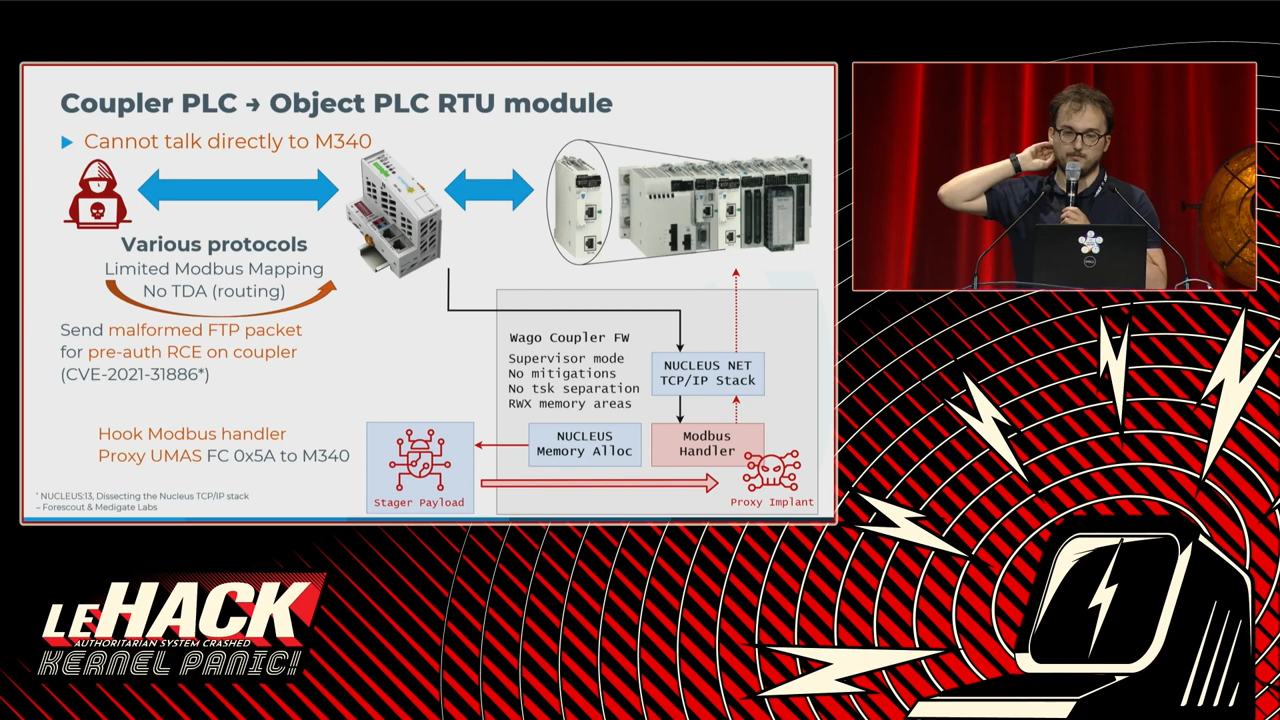 Coupler PLC → Object PLC RTU module
Cannot talk directly to M340
Various protocols
Limited Modbus Mapping
No TDA (routing)
Send malformed FTP packet
for pre-auth RCE on coupler
(CVE-2021-31886*)
Hook Modbus handler
Proxy UMAS FC 0x5A to M340
Wago Coupler FW
Supervisor mode
No mitigations
No tsk separation
RWX memory areas
NUCLEUS NET
TCP/IP Stack
NUCLEUS
Memory Alloc
Modbus
Handler
Stager Payload
Proxy Implant
* NUCLEUS:13, Dissecting the Nucleus TCP/IP stack
– Forescout & Medigate Labs
DELL
LEHACK
AUTHORITARIAN SYSTEM CRASHED
KERNEL PANIC!